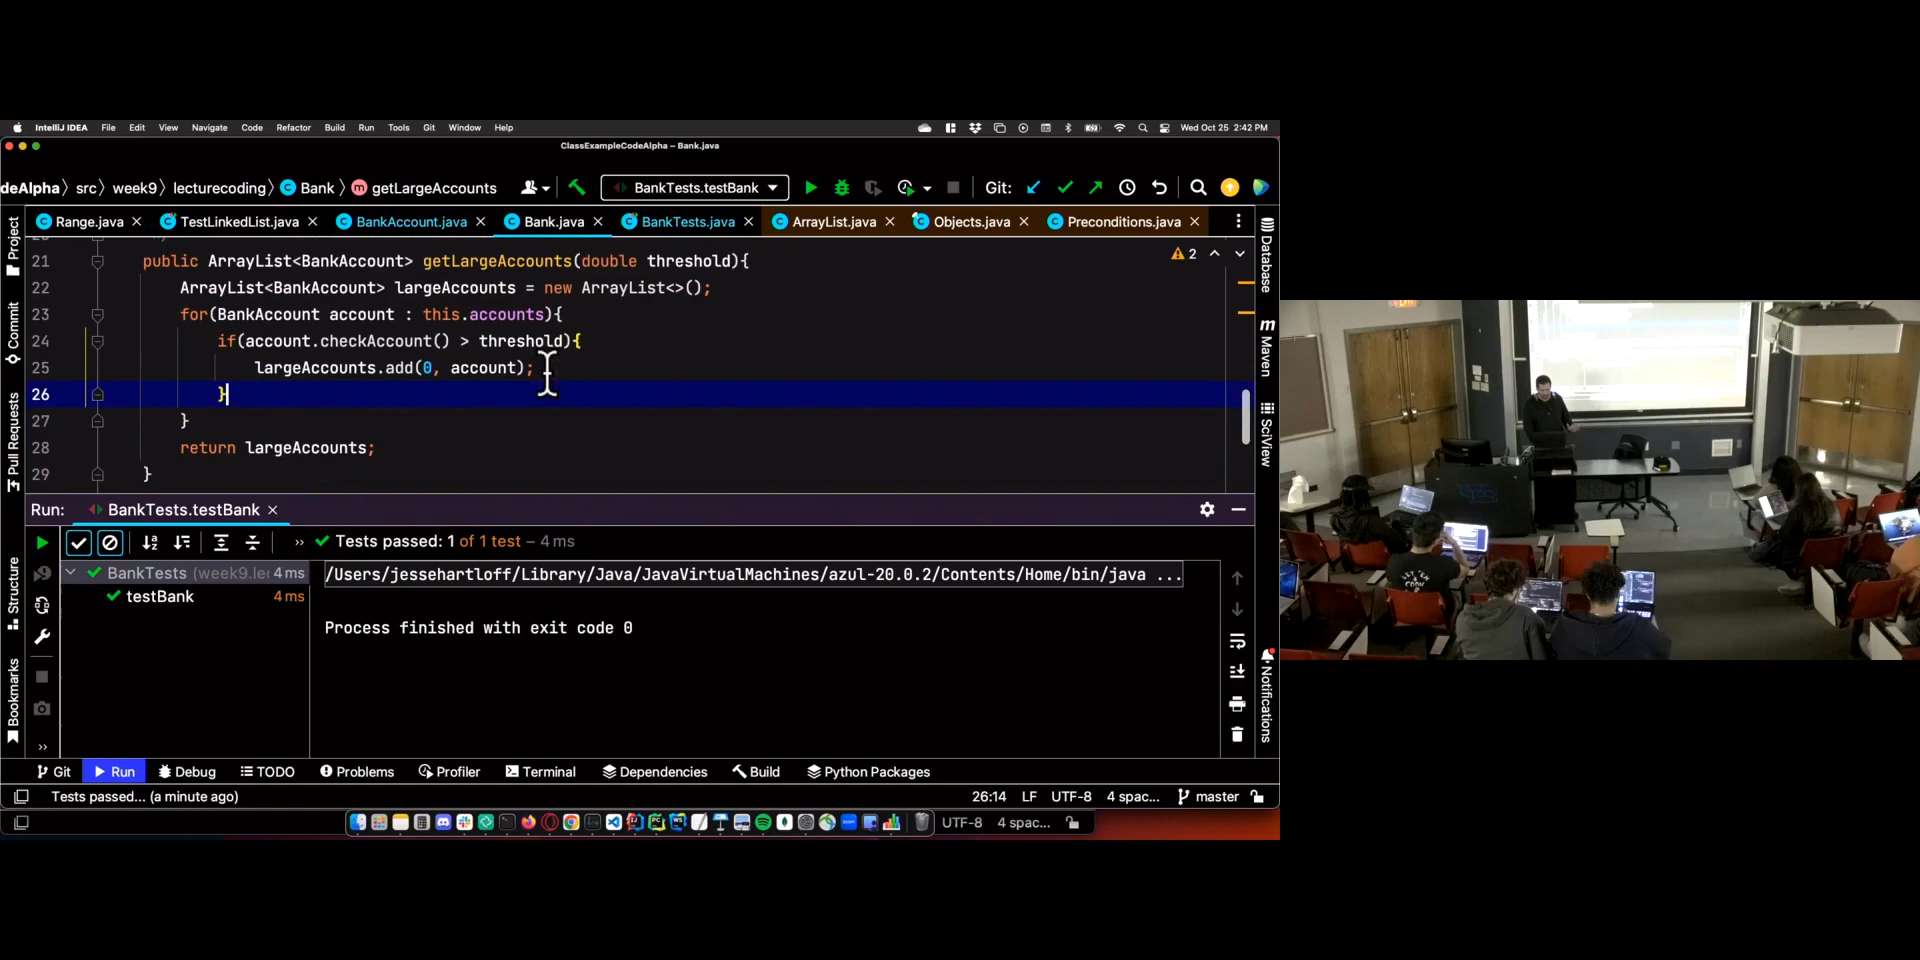 IntelliJ IDEA File Edit View Navigate Code Refactor Build Run Tools Git Window Help Wed Oct 25 2:42 PM
ClassExampleCodeAlpha – Bank.java
deAlpha src week9 lecturecoding Bank getLargeAccounts BankTests.testBank Git:
Range.java TestLinkedList.java BankAccount.java Bank.java BankTests.java ArrayList.java Objects.java Preconditions.java
21 public ArrayList<BankAccount> getLargeAccounts(double threshold){
2
22 ArrayList<BankAccount> largeAccounts = new ArrayList<>();
23 for(BankAccount account : this.accounts){
24 if(account.checkAccount() > threshold){
25 largeAccounts.add(0, account);
26 }
27 }
28 return largeAccounts;
29 }
Project
Commit
Pull Requests
Structure
Bookmarks
Database
Maven
SciView
Notifications
Run: BankTests.testBank
Tests passed: 1 of 1 test – 4 ms
BankTests (week9.lec 4 ms
testBank 4 ms
/Users/jessehartloff/Library/Java/JavaVirtualMachines/azul-20.0.2/Contents/Home/bin/java ...
Process finished with exit code 0
Git Run Debug TODO Problems Profiler Terminal Dependencies Build Python Packages
Tests passed... (a minute ago) 26:14 LF UTF-8 4 spac... master
UTF-8 4 spac...